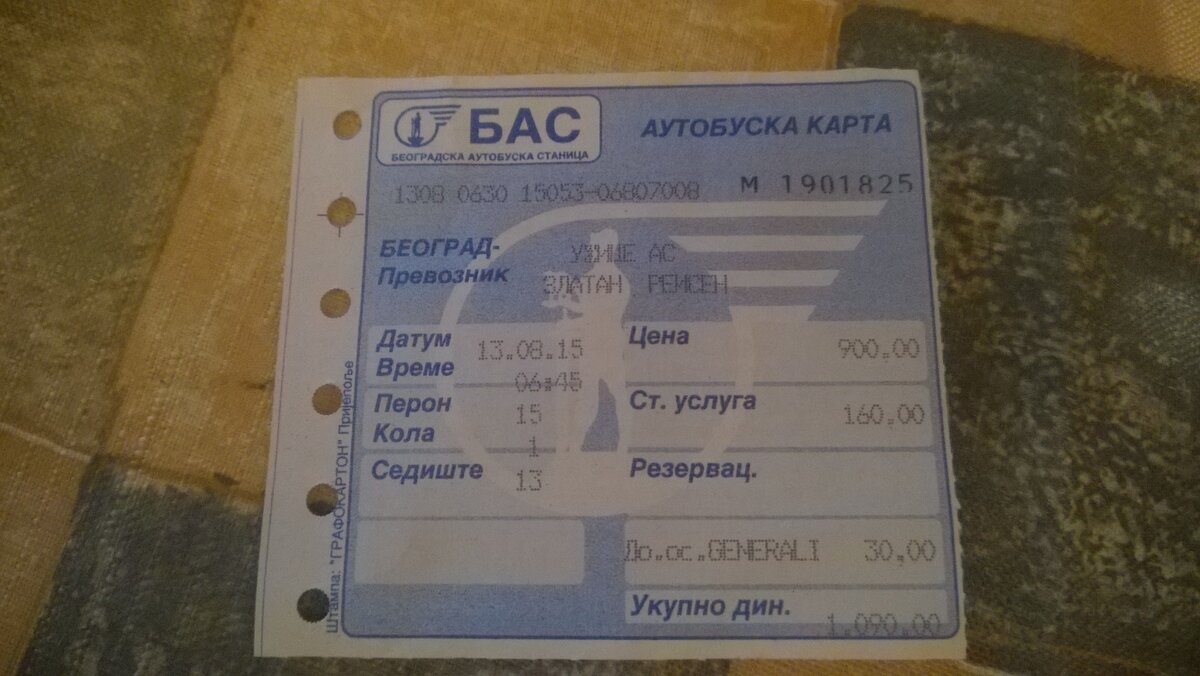 БАС
БЕОГРАДСКА АУТОБУСКА СТАНИЦА
АУТОБУСКА КАРТА
1308 0630 15053-06807008 М 1901825
БЕОГРАД- УЖИЦЕ АС
Превозник ЗЛАТАН РЕИСЕН
Датум 13.08.15
Време 06:45
Перон 15
Кола 1
Седиште 13
Цена 900.00
Ст. услуга 160.00
Резервац.
До.ос.GENERALI 30,00
Укупно дин. 1.090.00
Штампа: "ГРАФОКАРТОН" Пријепоље